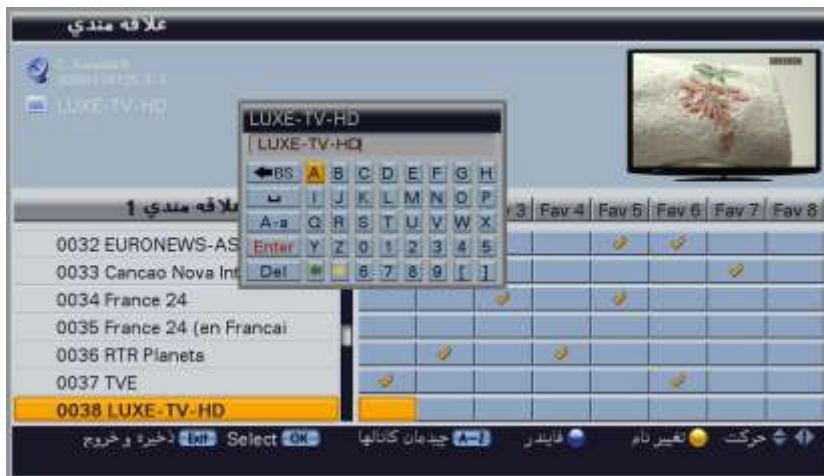 علاقه مندي
LUXE-TV-HD
LUXE-TV-HD
LUXE-TV-HD
BS A B C D E F G H
I J K L M N O P
A-a Q R S T U V W X
Enter Y Z 0 1 2 3 4 5
Del 6 7 8 9 [ ]
علاقه مندي 1
3 Fav 4 Fav 5 Fav 6 Fav 7 Fav 8
0032 EURONEWS-AS
0033 Cancao Nova Int
0034 France 24
0035 France 24 (en Francai
0036 RTR Planeta
0037 TVE
0038 LUXE-TV-HD
حرکت تغيير نام فايندر A-Z چيدمان کانالها OK Select Exit ذخيره و خروج